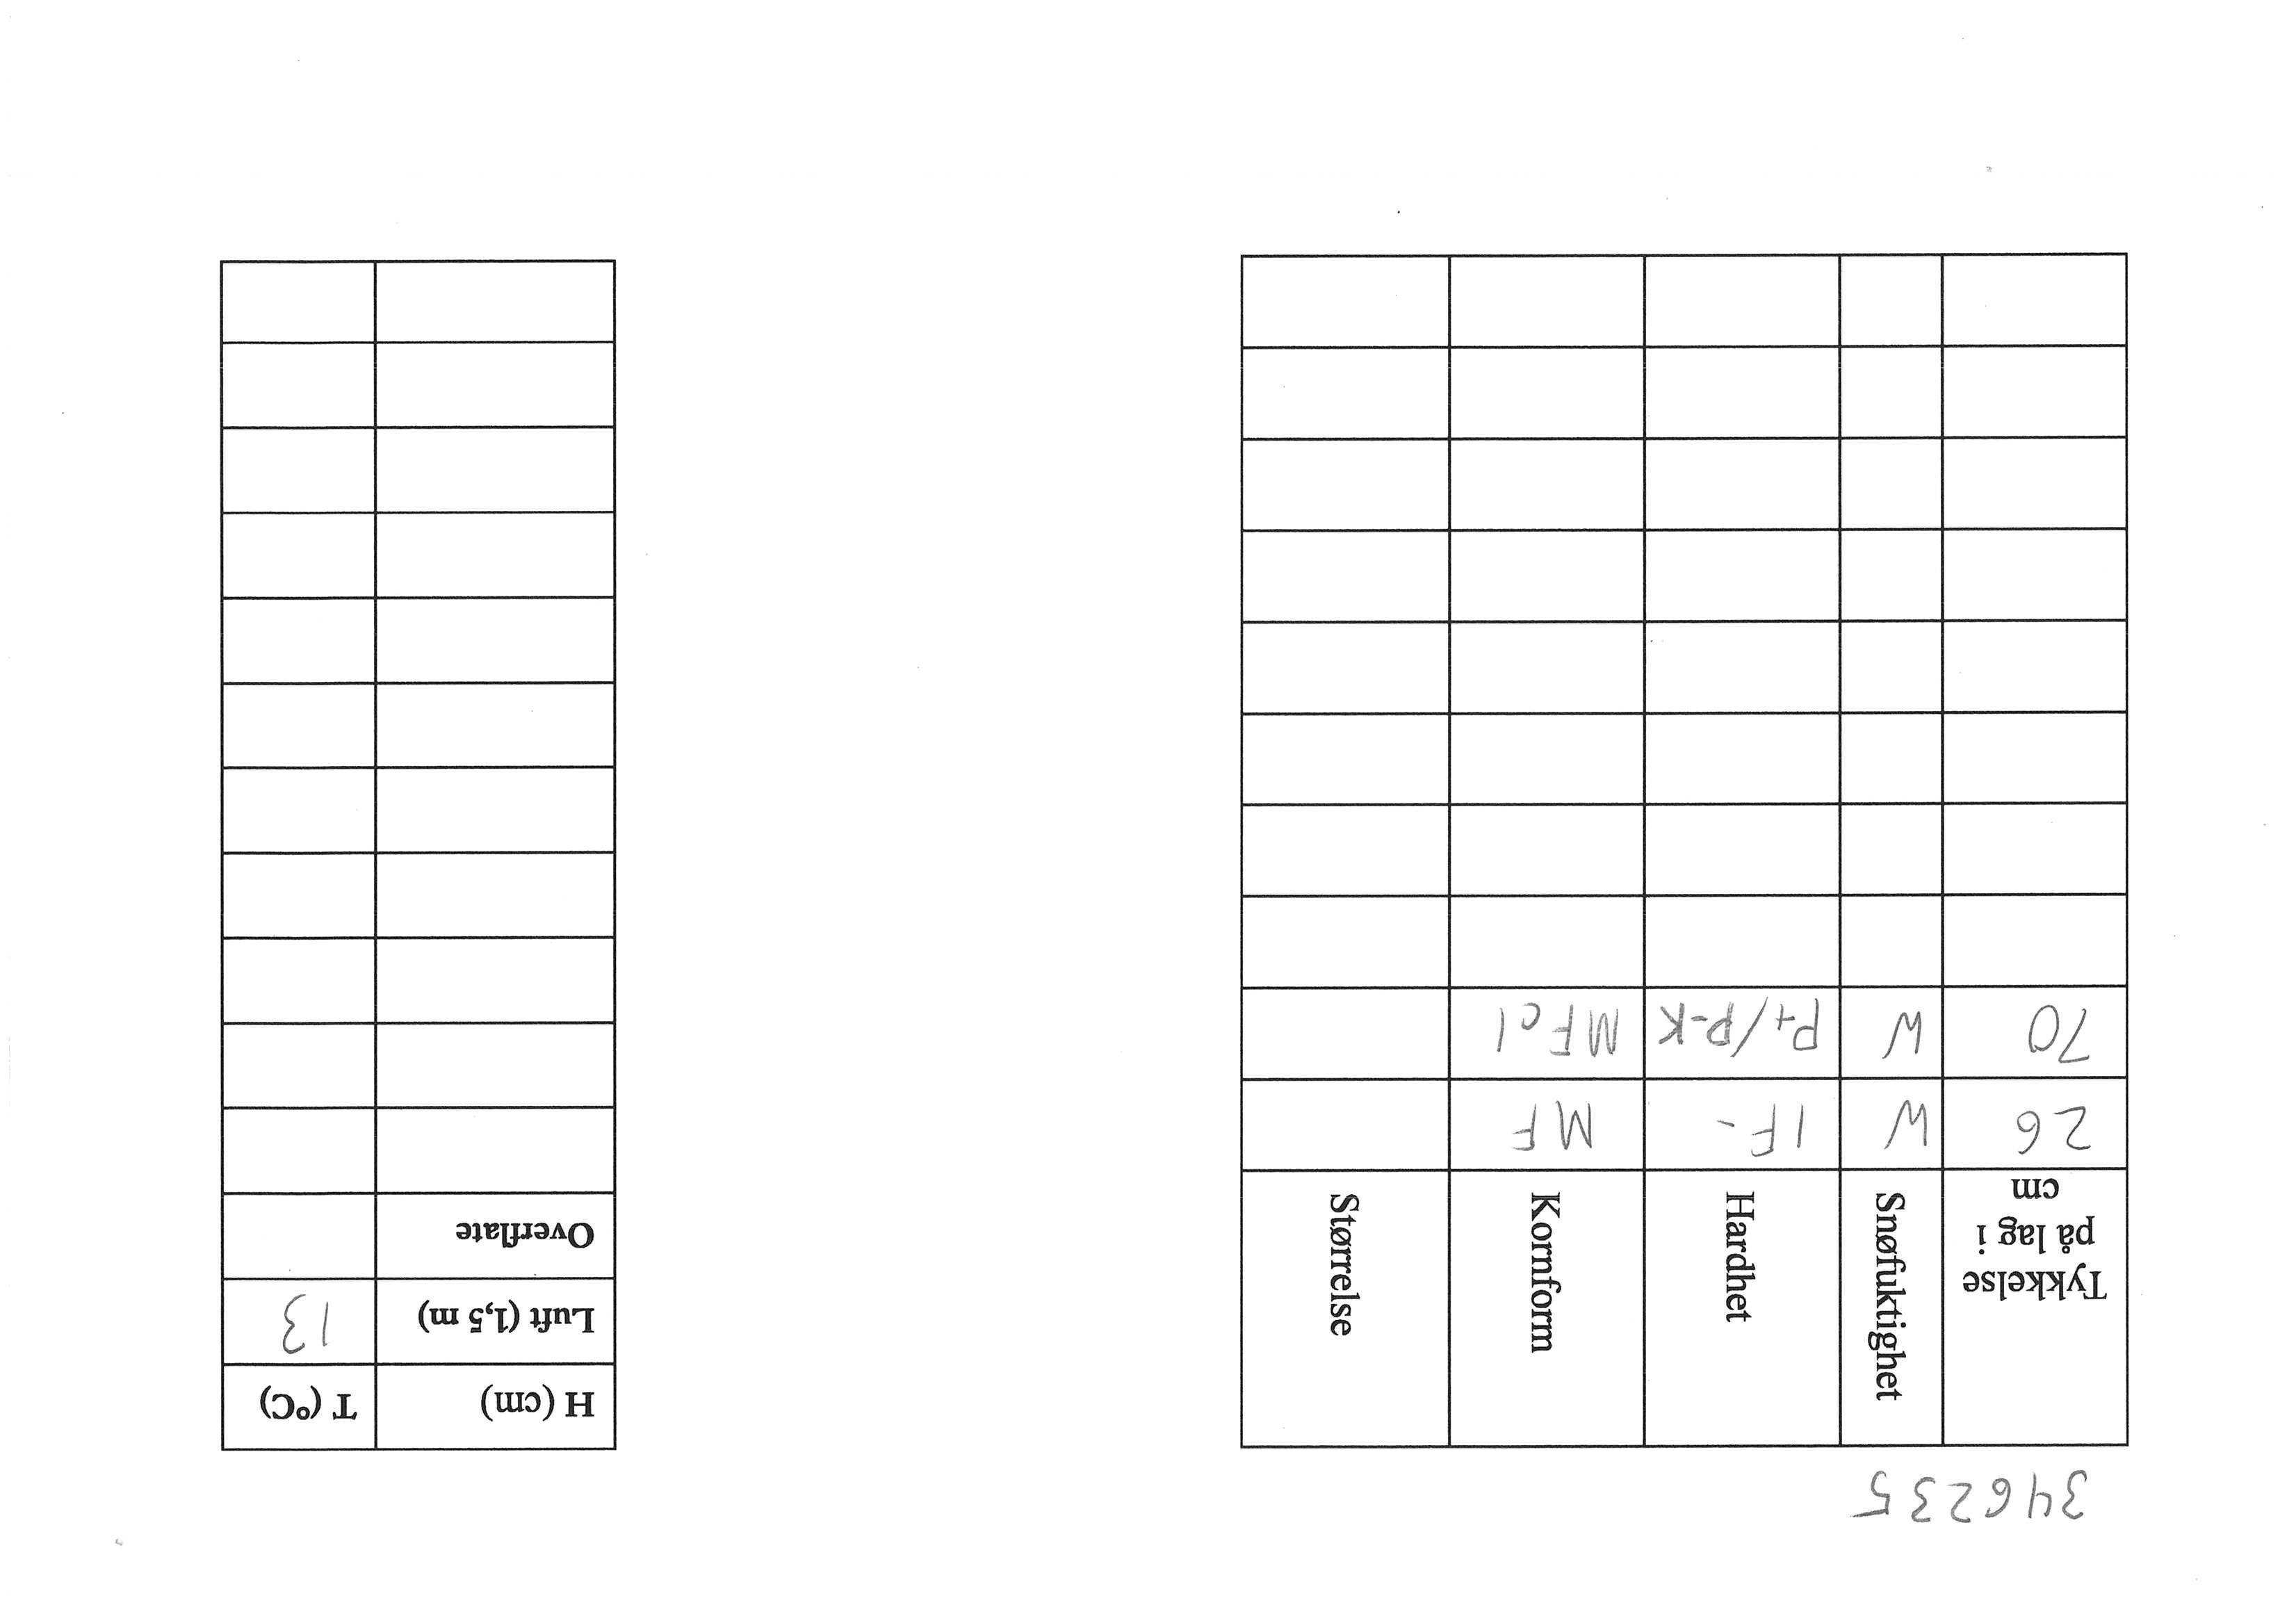 346235
Tykkelse på lag i cm Snøfuktighet Hardhet Kornform Størrelse
26 W 1F- MF
70 W P+/P-K MFcl
H (cm) T (°C)
Luft (1,5 m) 13
Overflate